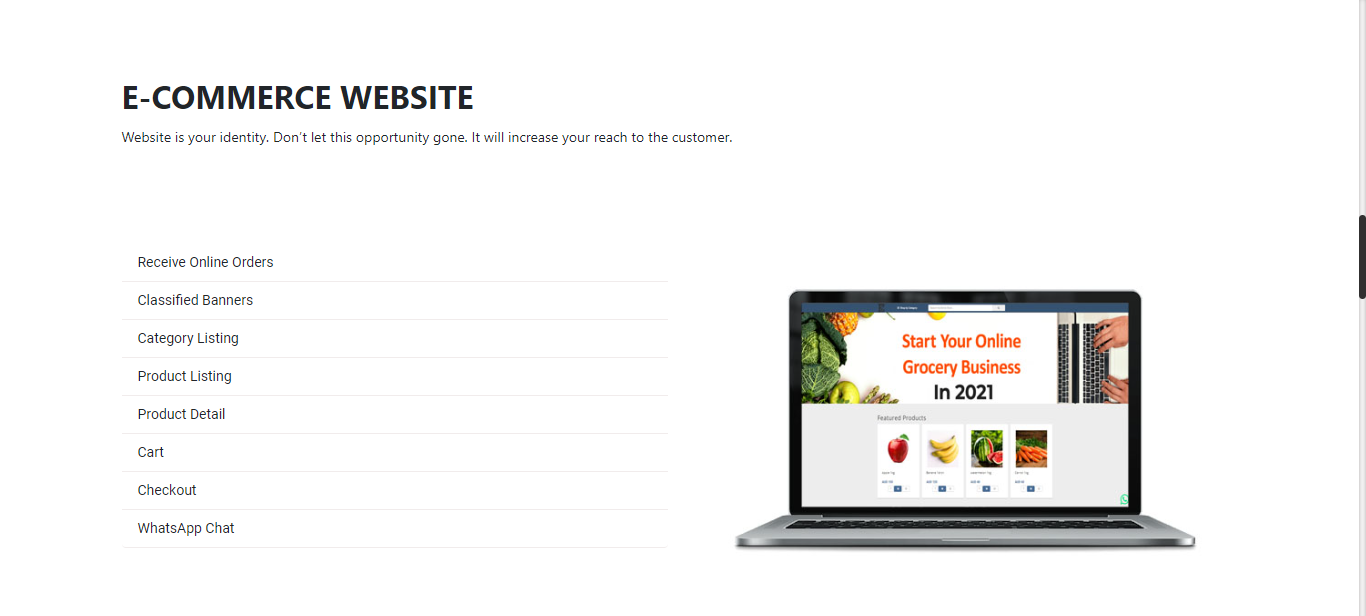 E-COMMERCE WEBSITE
Website is your identity. Don’t let this opportunity gone. It will increase your reach to the customer.
Receive Online Orders
Classified Banners
Category Listing
Product Listing
Product Detail
Cart
Checkout
WhatsApp Chat
Start Your Online
Grocery Business
In 2021
Featured Products